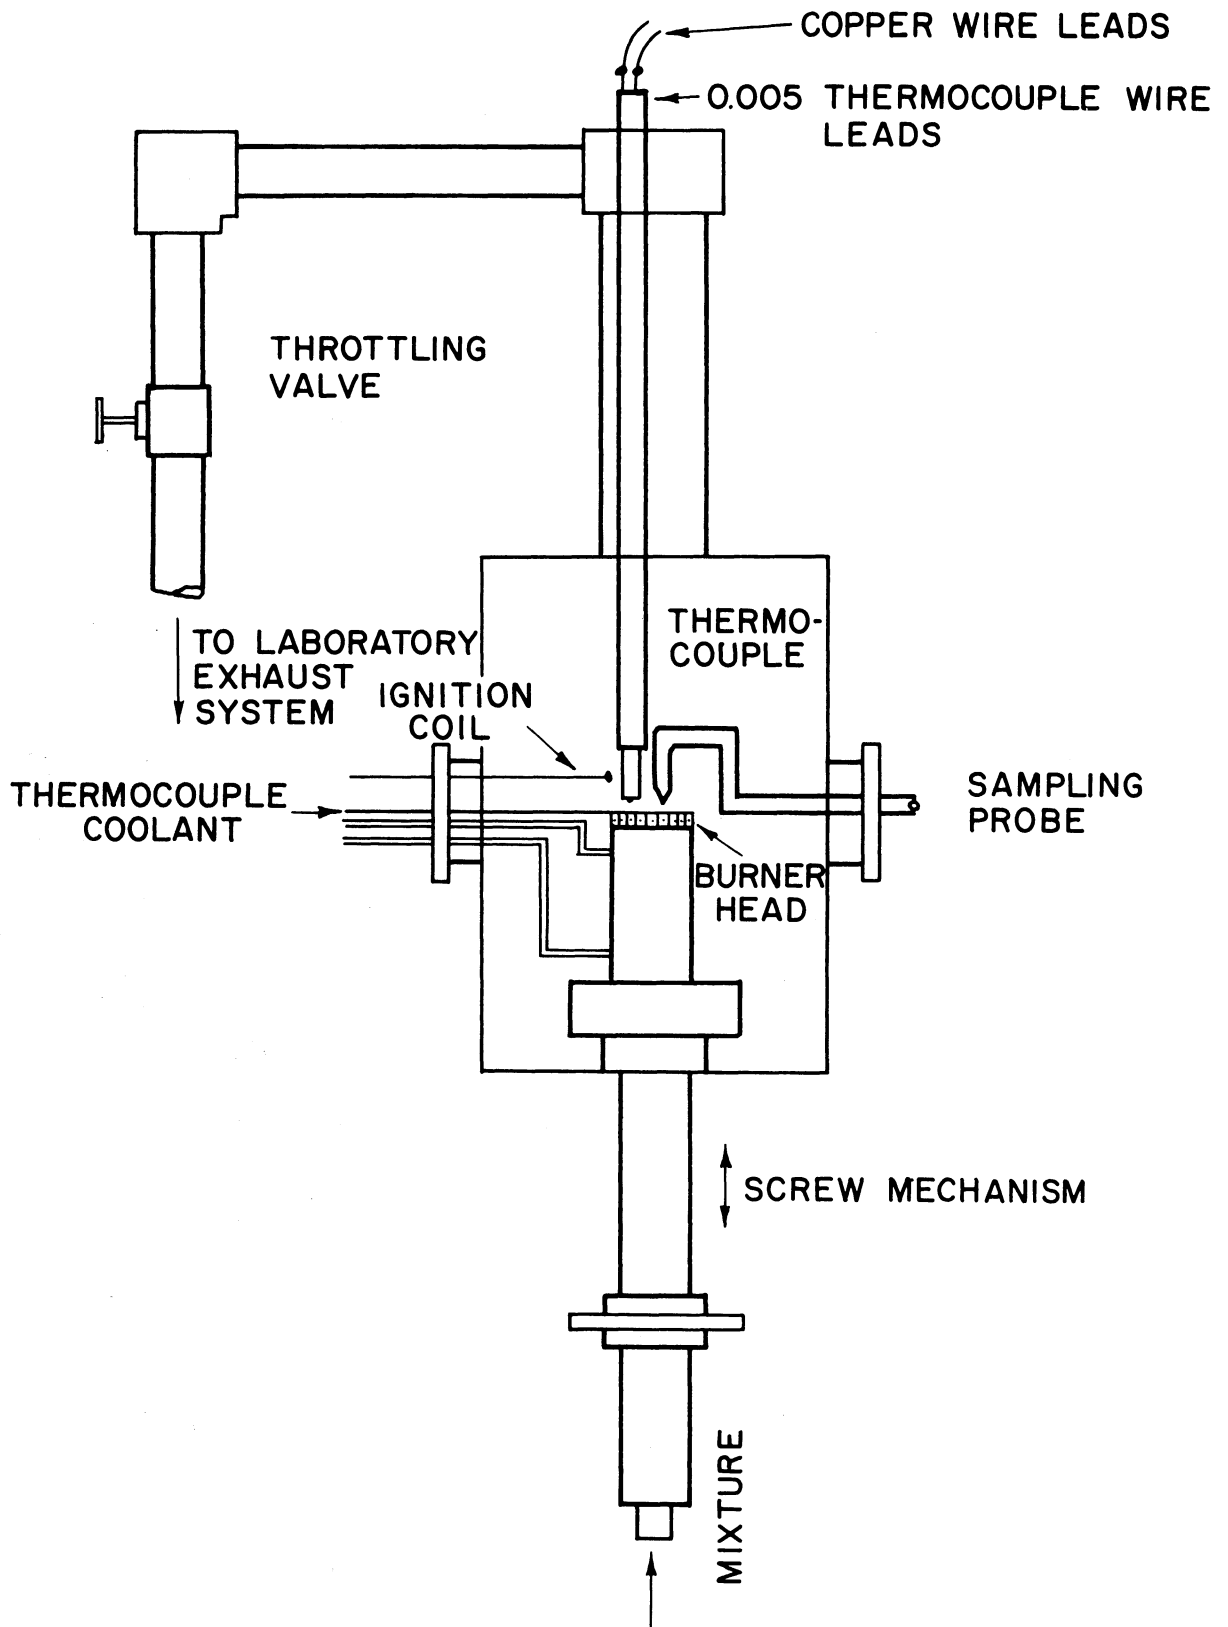 COPPER WIRE LEADS
0.005 THERMOCOUPLE WIRE
LEADS
THROTTLING
VALVE
THERMO-
COUPLE
TO LABORATORY
EXHAUST
SYSTEM
IGNITION
COIL
THERMOCOUPLE
COOLANT
SAMPLING
PROBE
BURNER
HEAD
SCREW MECHANISM
MIXTURE